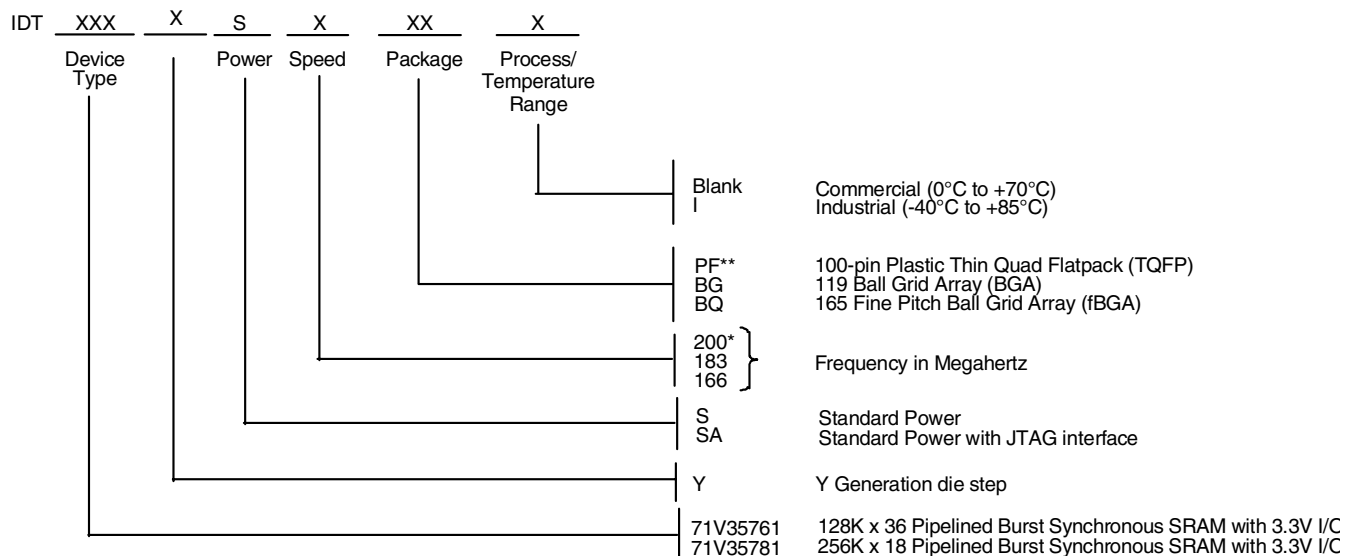 IDT XXX X S X XX X
Device Type Power Speed Package Process/ Temperature Range
Blank Commercial (0°C to +70°C)
I Industrial (-40°C to +85°C)
PF** 100-pin Plastic Thin Quad Flatpack (TQFP)
BG 119 Ball Grid Array (BGA)
BQ 165 Fine Pitch Ball Grid Array (fBGA)
200*
183 Frequency in Megahertz
166
S Standard Power
SA Standard Power with JTAG interface
Y Y Generation die step
71V35761 128K x 36 Pipelined Burst Synchronous SRAM with 3.3V I/O
71V35781 256K x 18 Pipelined Burst Synchronous SRAM with 3.3V I/O